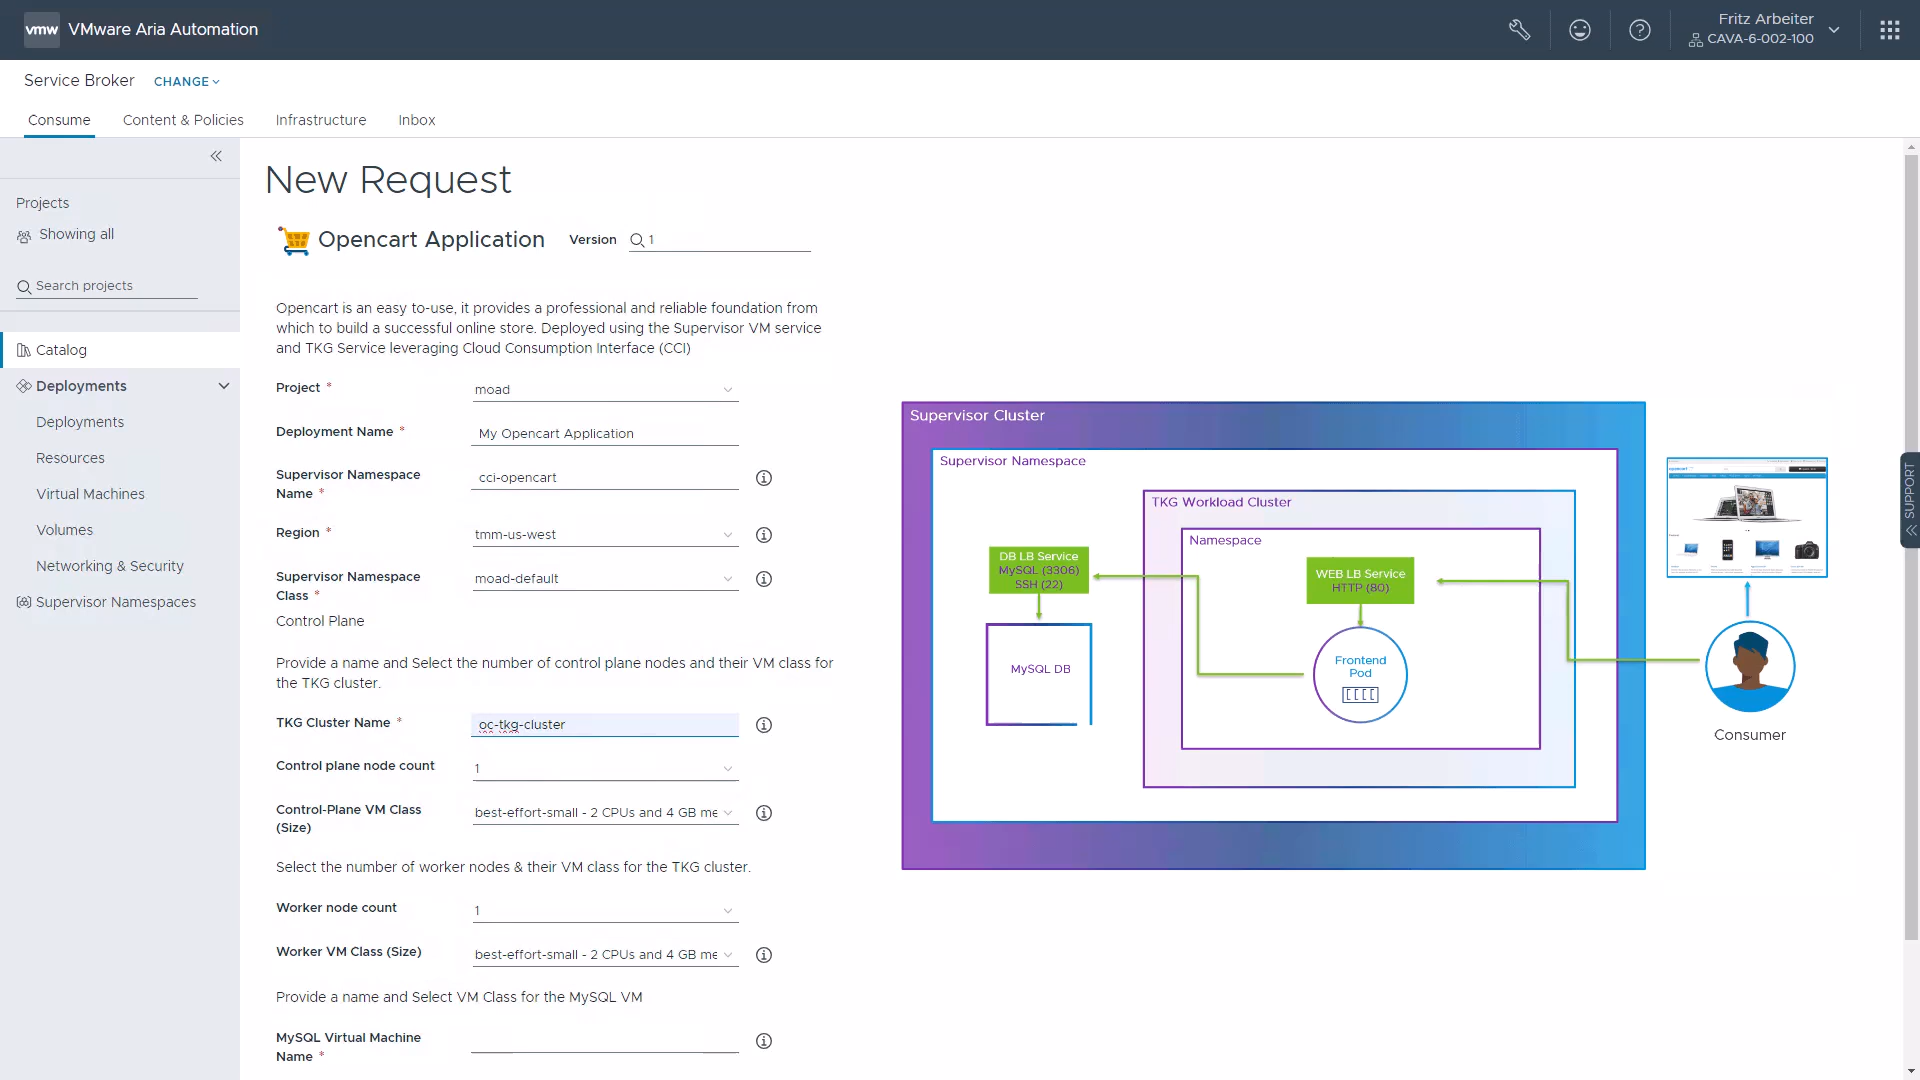 vmw VMware Aria Automation
Fritz Arbeiter
CAVA-6-002-100
Service Broker CHANGE
Consume Content & Policies Infrastructure Inbox
Projects
Showing all
Search projects
Catalog
Deployments
Deployments
Resources
Virtual Machines
Volumes
Networking & Security
Supervisor Namespaces
New Request
Opencart Application Version 1
Opencart is an easy to-use, it provides a professional and reliable foundation from
which to build a successful online store. Deployed using the Supervisor VM service
and TKG Service leveraging Cloud Consumption Interface (CCI)
Project * moad
Deployment Name * My Opencart Application
Supervisor Namespace
Name * cci-opencart
Region * tmm-us-west
Supervisor Namespace
Class * moad-default
Control Plane
Provide a name and Select the number of control plane nodes and their VM class for
the TKG cluster.
TKG Cluster Name * oc-tkg-cluster
Control plane node count 1
Control-Plane VM Class
(Size) best-effort-small - 2 CPUs and 4 GB me
Select the number of worker nodes & their VM class for the TKG cluster.
Worker node count 1
Worker VM Class (Size) best-effort-small - 2 CPUs and 4 GB me
Provide a name and Select VM Class for the MySQL VM
MySQL Virtual Machine
Name *
Supervisor Cluster
Supervisor Namespace
TKG Workload Cluster
Namespace
DB LB Service
MySQL (3306)
SSH (22)
MySQL DB
WEB LB Service
HTTP (80)
Frontend
Pod
opencart
Consumer
SUPPORT